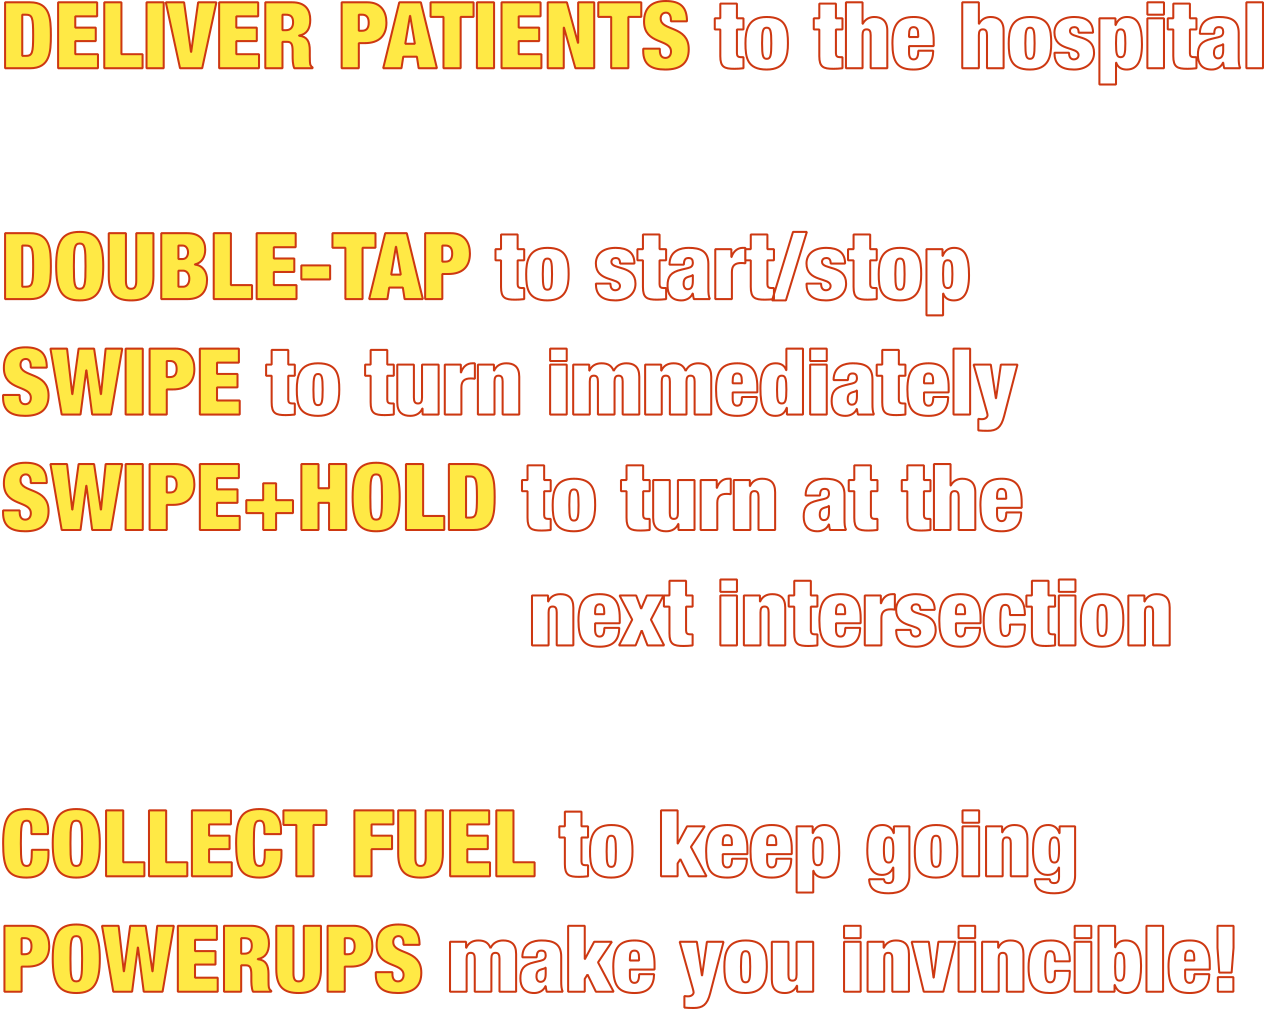 DELIVER PATIENTS to the hospital
DOUBLE-TAP to start/stop
SWIPE to turn immediately
SWIPE+HOLD to turn at the
next intersection
COLLECT FUEL to keep going
POWERUPS make you invincible!